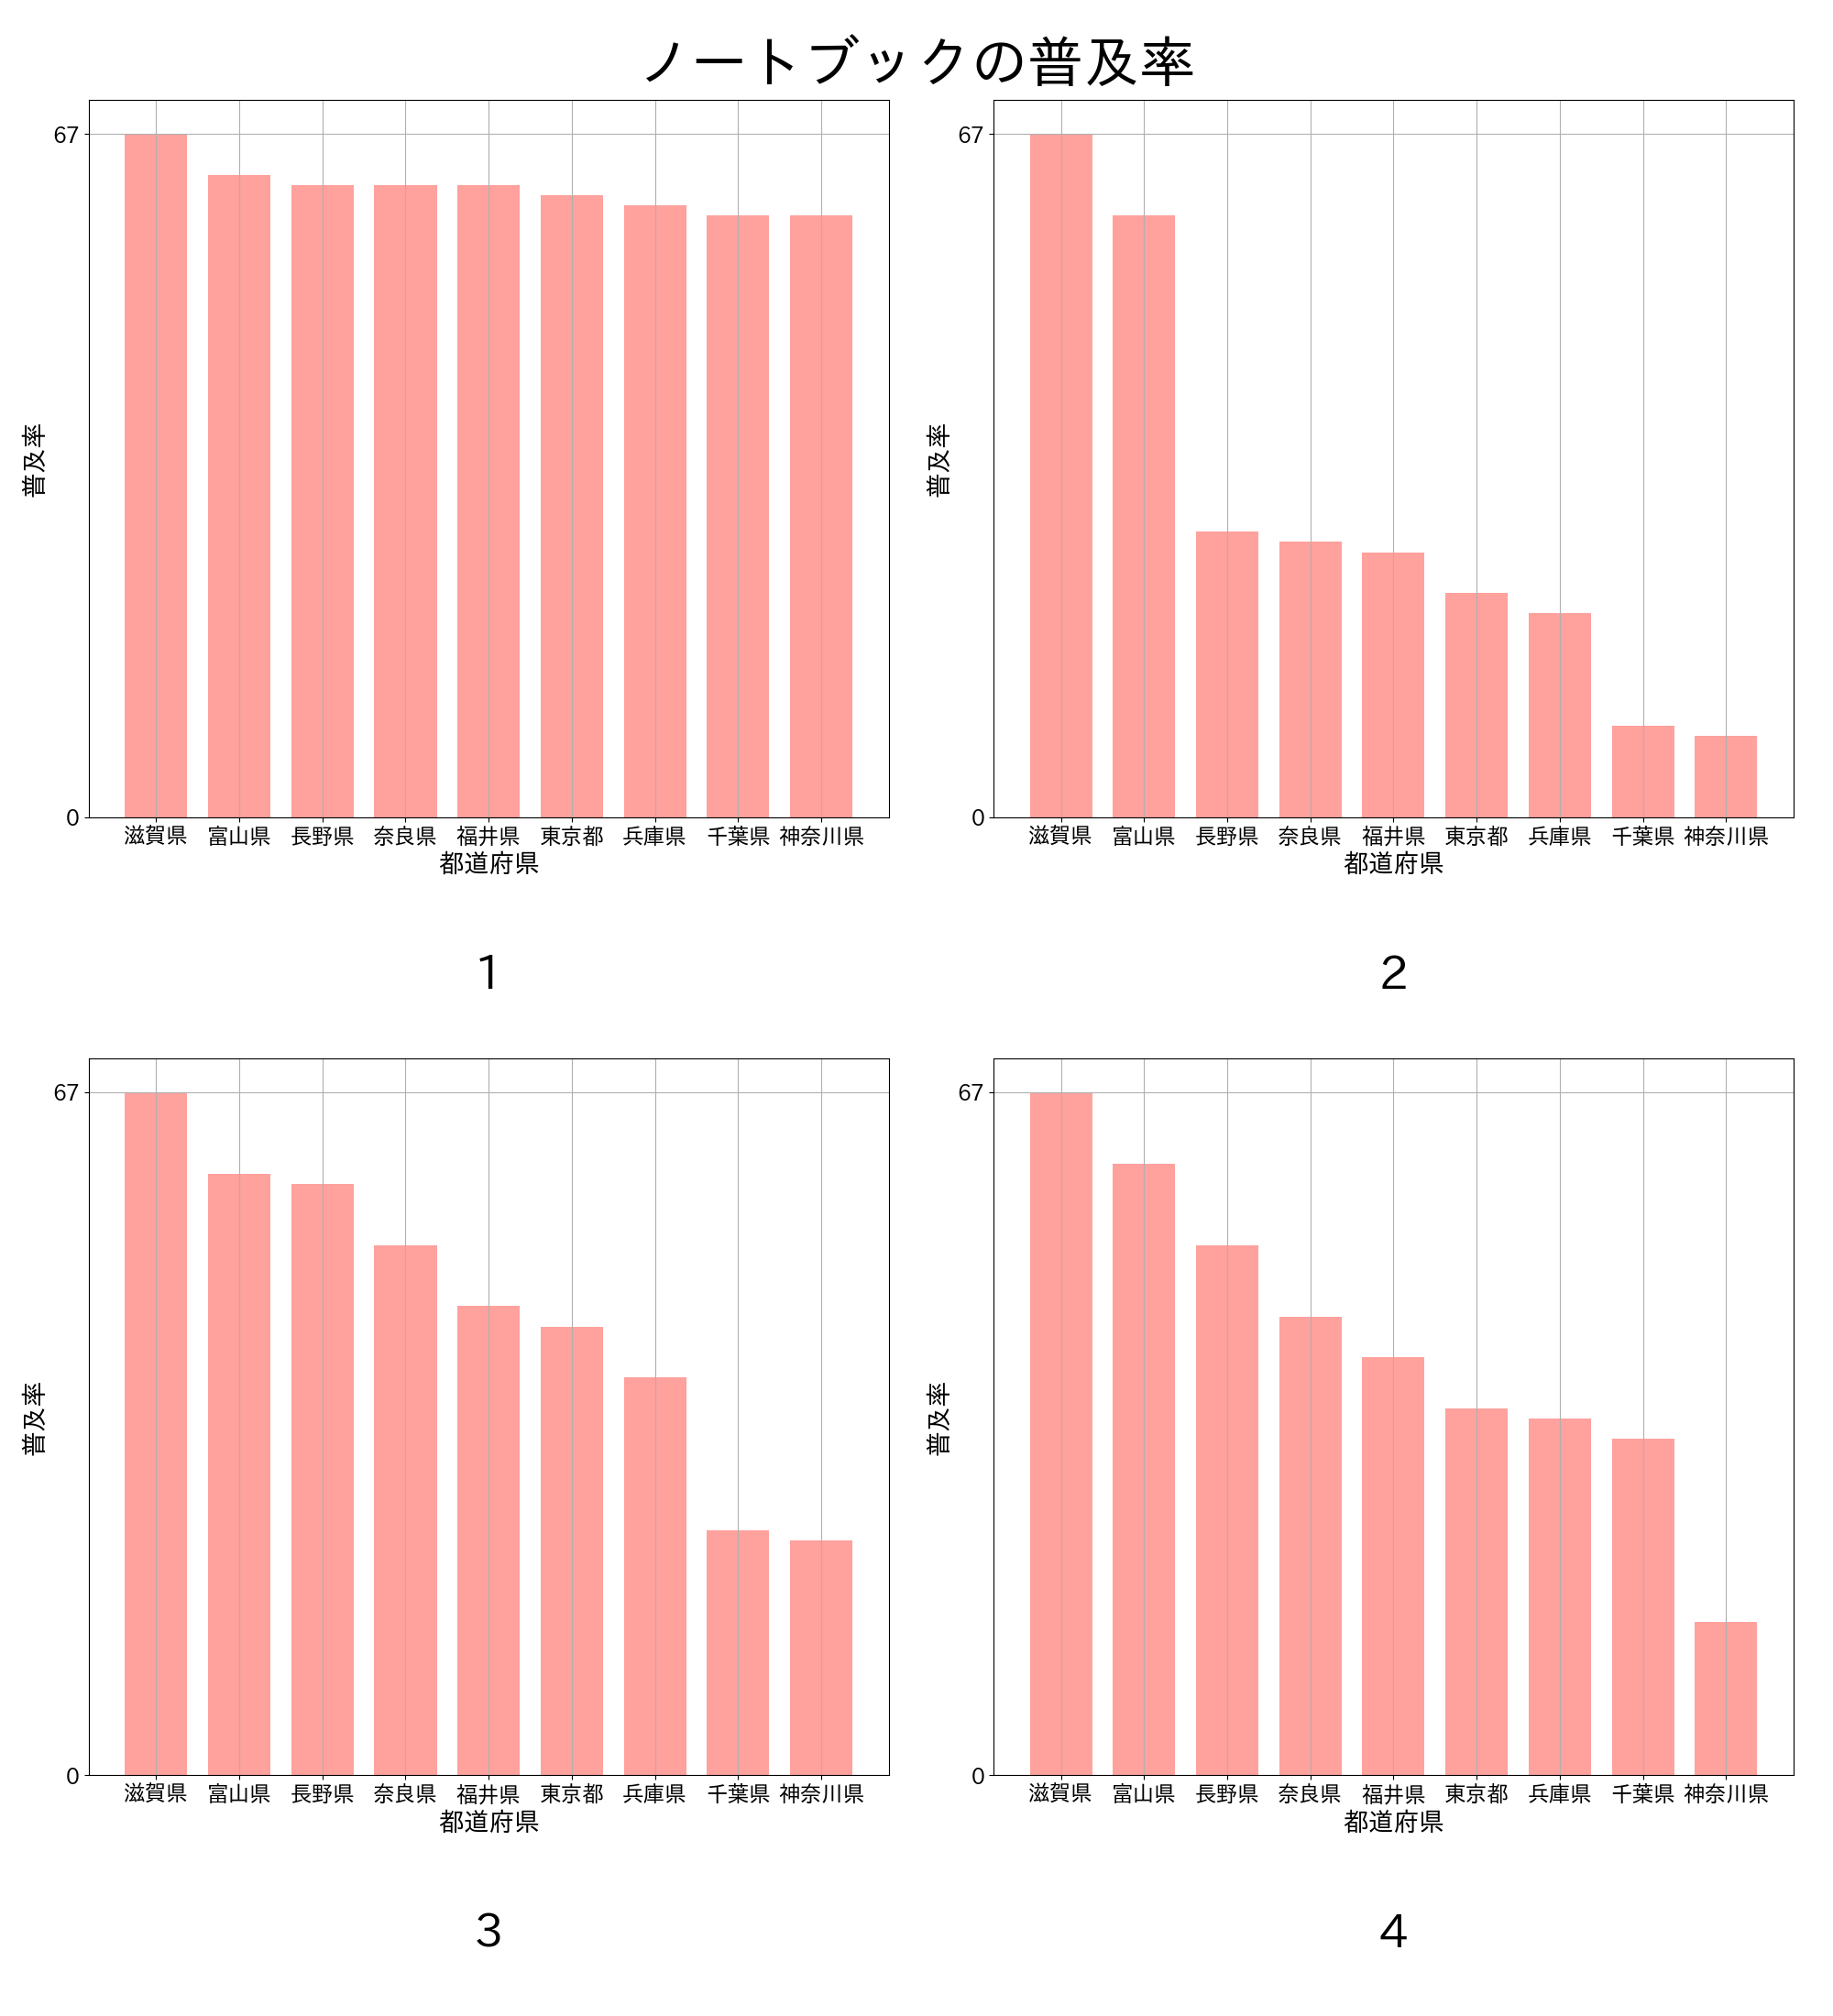 ノートブックの普及率
67
0
普及率
滋賀県 富山県 長野県 奈良県 福井県 東京都 兵庫県 千葉県 神奈川県
都道府県
1
67
0
普及率
滋賀県 富山県 長野県 奈良県 福井県 東京都 兵庫県 千葉県 神奈川県
都道府県
2
67
0
普及率
滋賀県 富山県 長野県 奈良県 福井県 東京都 兵庫県 千葉県 神奈川県
都道府県
3
67
0
普及率
滋賀県 富山県 長野県 奈良県 福井県 東京都 兵庫県 千葉県 神奈川県
都道府県
4